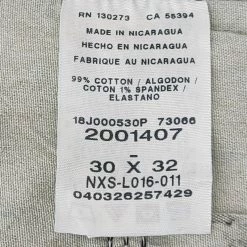 RN 130273 CA 55394
MADE IN NICARAGUA
HECHO EN NICARAGUA
FABRIQUE AU NICARAGUA
99% COTTON / ALGODON /
COTON 1% SPANDEX /
ELASTANO
18J000530P 73066
2001407
-
30 X 32
NXS-L016-011
040326257429